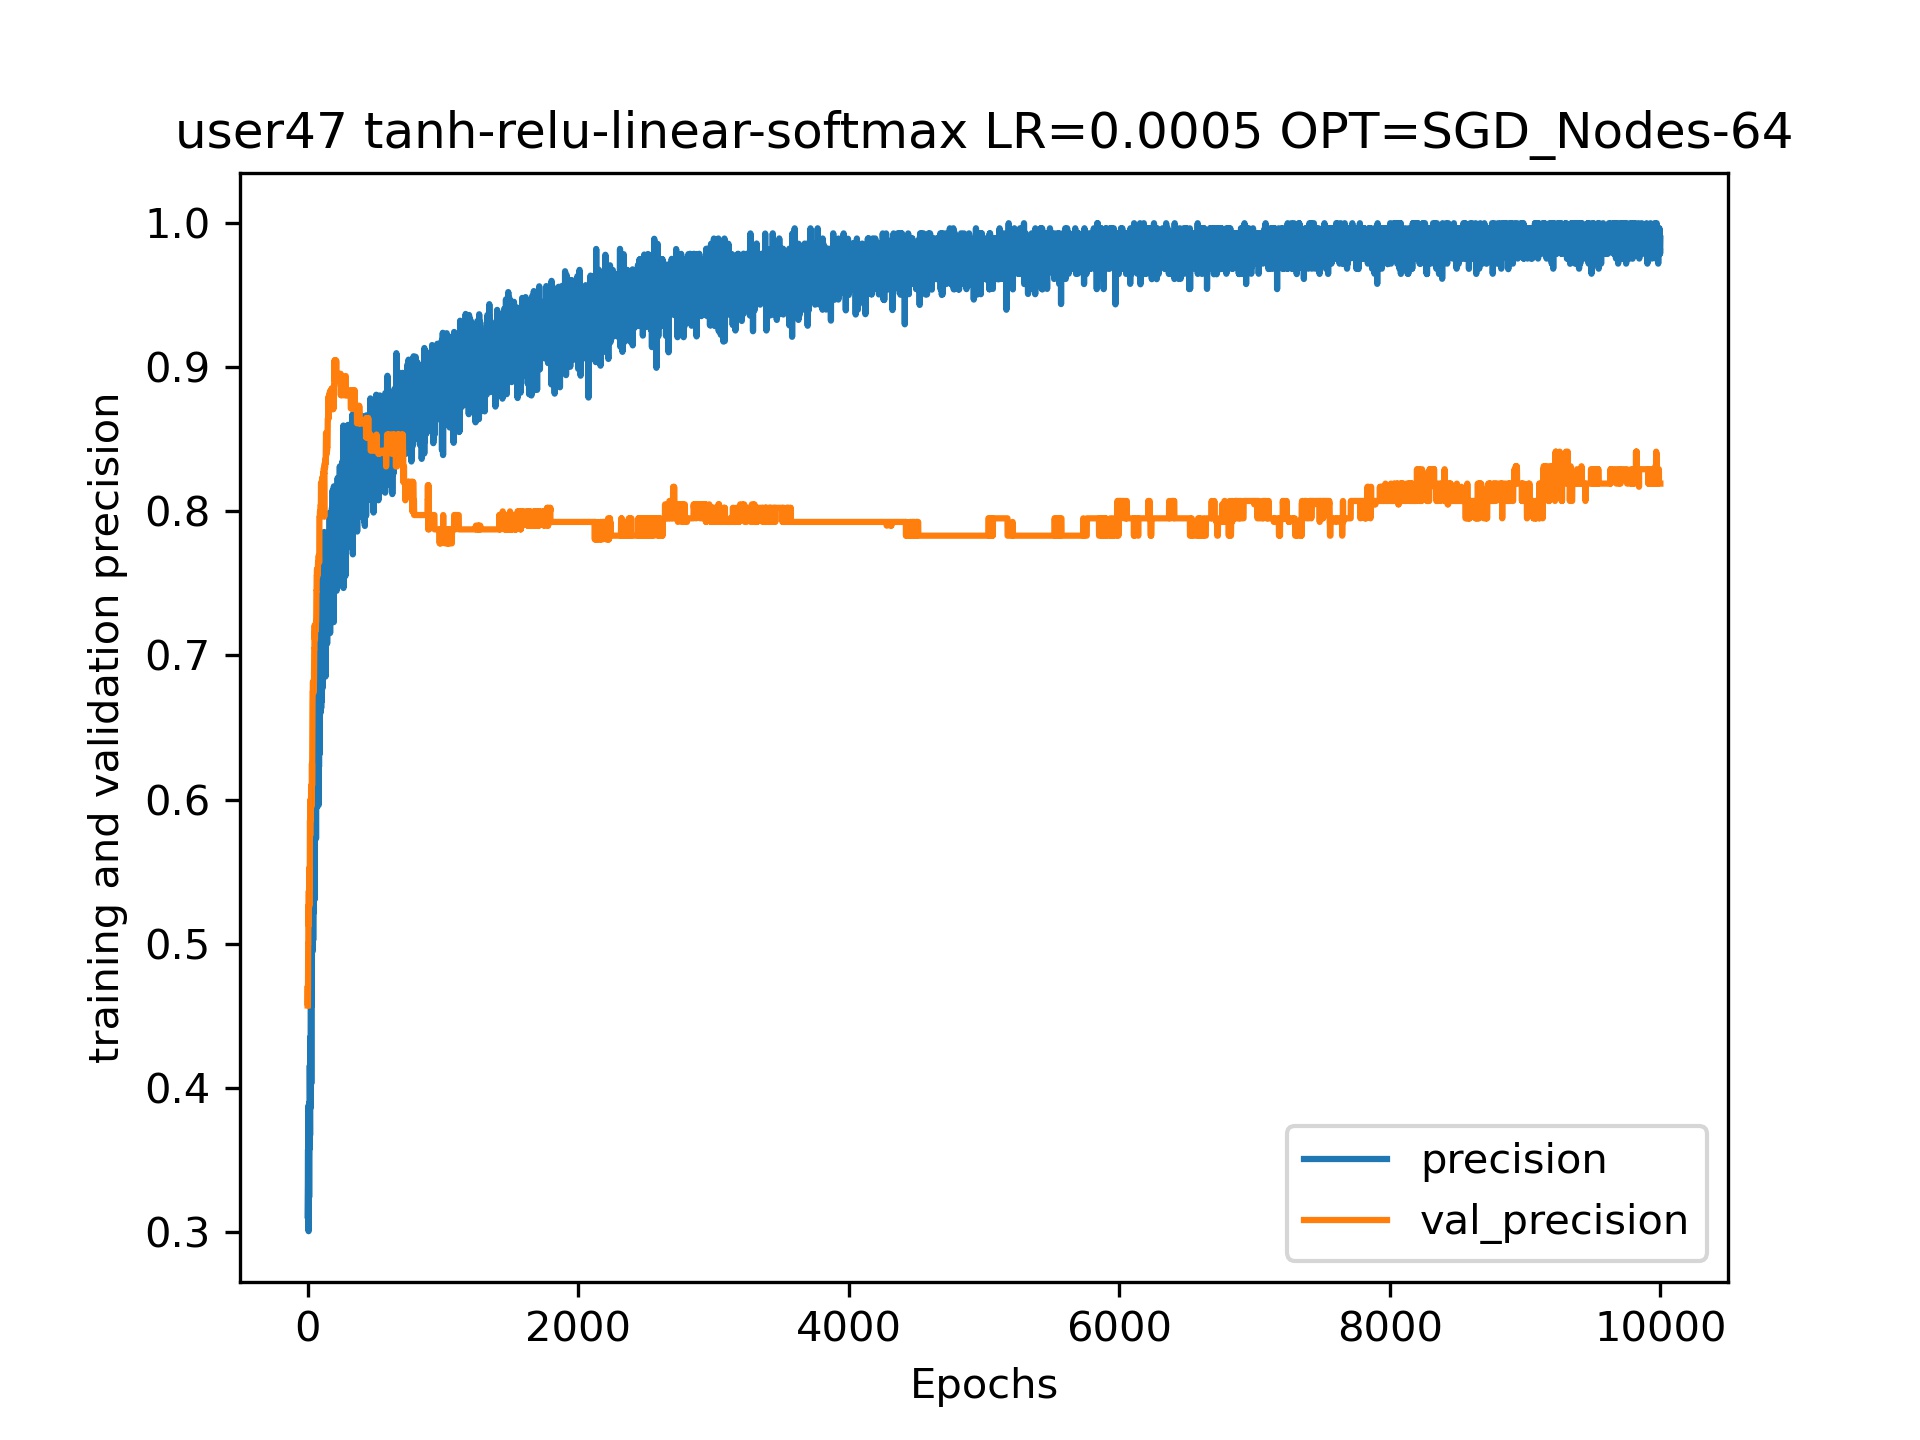 user47 tanh-relu-linear-softmax LR=0.0005 OPT=SGD_Nodes-64
training and validation precision
1.0
0.9
0.8
0.7
0.6
0.5
0.4
0.3
precision
val_precision
0 2000 4000 6000 8000 10000
Epochs